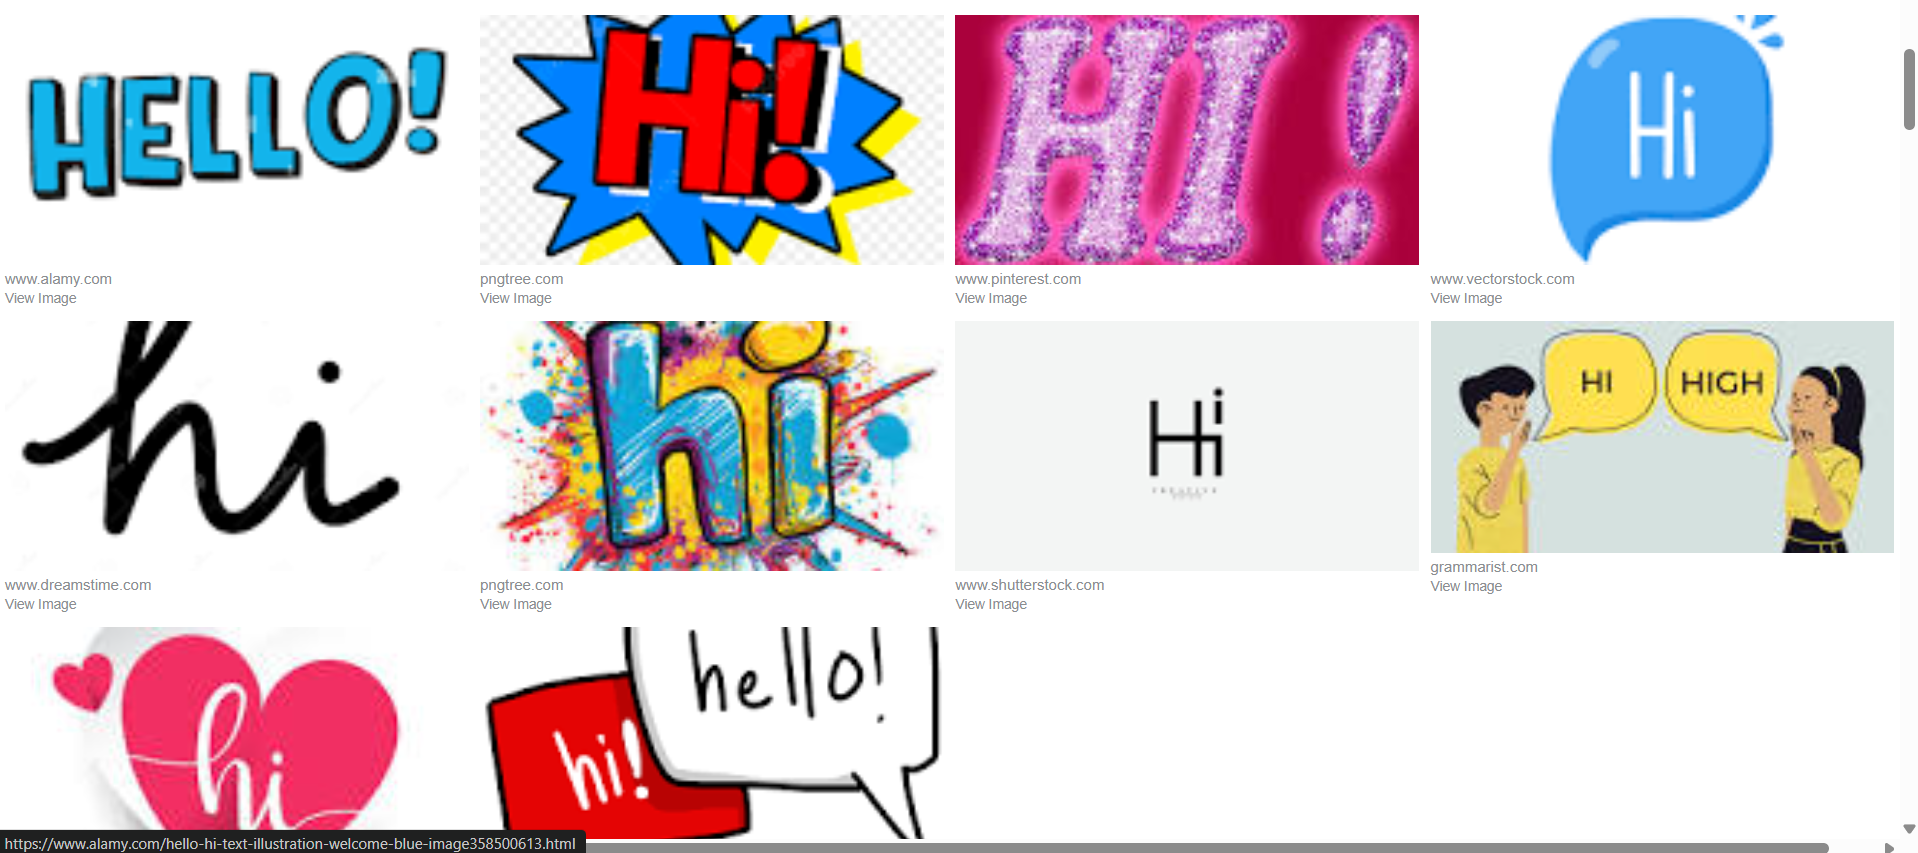 HELLO!
Hi!
HI!
Hi
www.alamy.com
View Image
pngtree.com
View Image
www.pinterest.com
View Image
www.vectorstock.com
View Image
hi
hi
Hi
HI
HIGH
www.dreamstime.com
View Image
pngtree.com
View Image
www.shutterstock.com
View Image
grammarist.com
View Image
hi
hi!
hello!
https://www.alamy.com/hello-hi-text-illustration-welcome-blue-image358500613.html